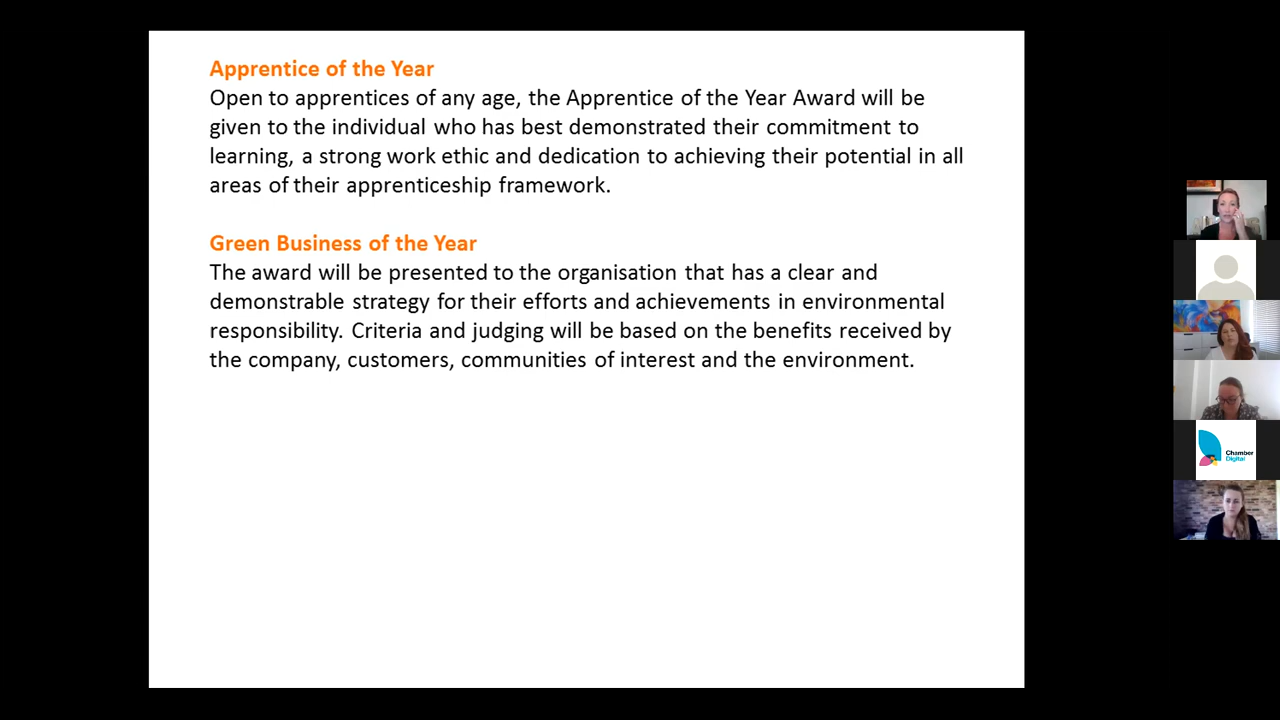 Apprentice of the Year
Open to apprentices of any age, the Apprentice of the Year Award will be
given to the individual who has best demonstrated their commitment to
learning, a strong work ethic and dedication to achieving their potential in all
areas of their apprenticeship framework.
Green Business of the Year
The award will be presented to the organisation that has a clear and
demonstrable strategy for their efforts and achievements in environmental
responsibility. Criteria and judging will be based on the benefits received by
the company, customers, communities of interest and the environment.
Chamber
Digital